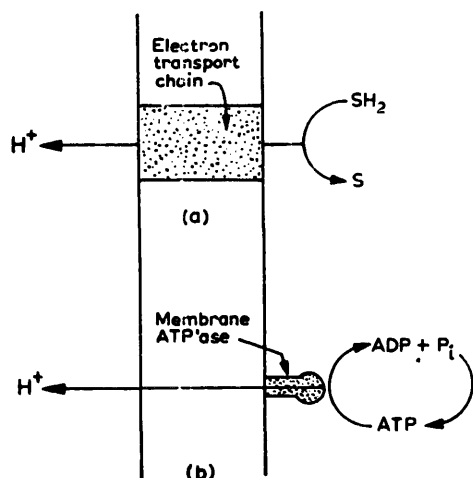 Electron
transport
chain
SH₂
H⁺
S
(a)
Membrane
ATP'ase
ADP + Pᵢ
H⁺
ATP
(b)